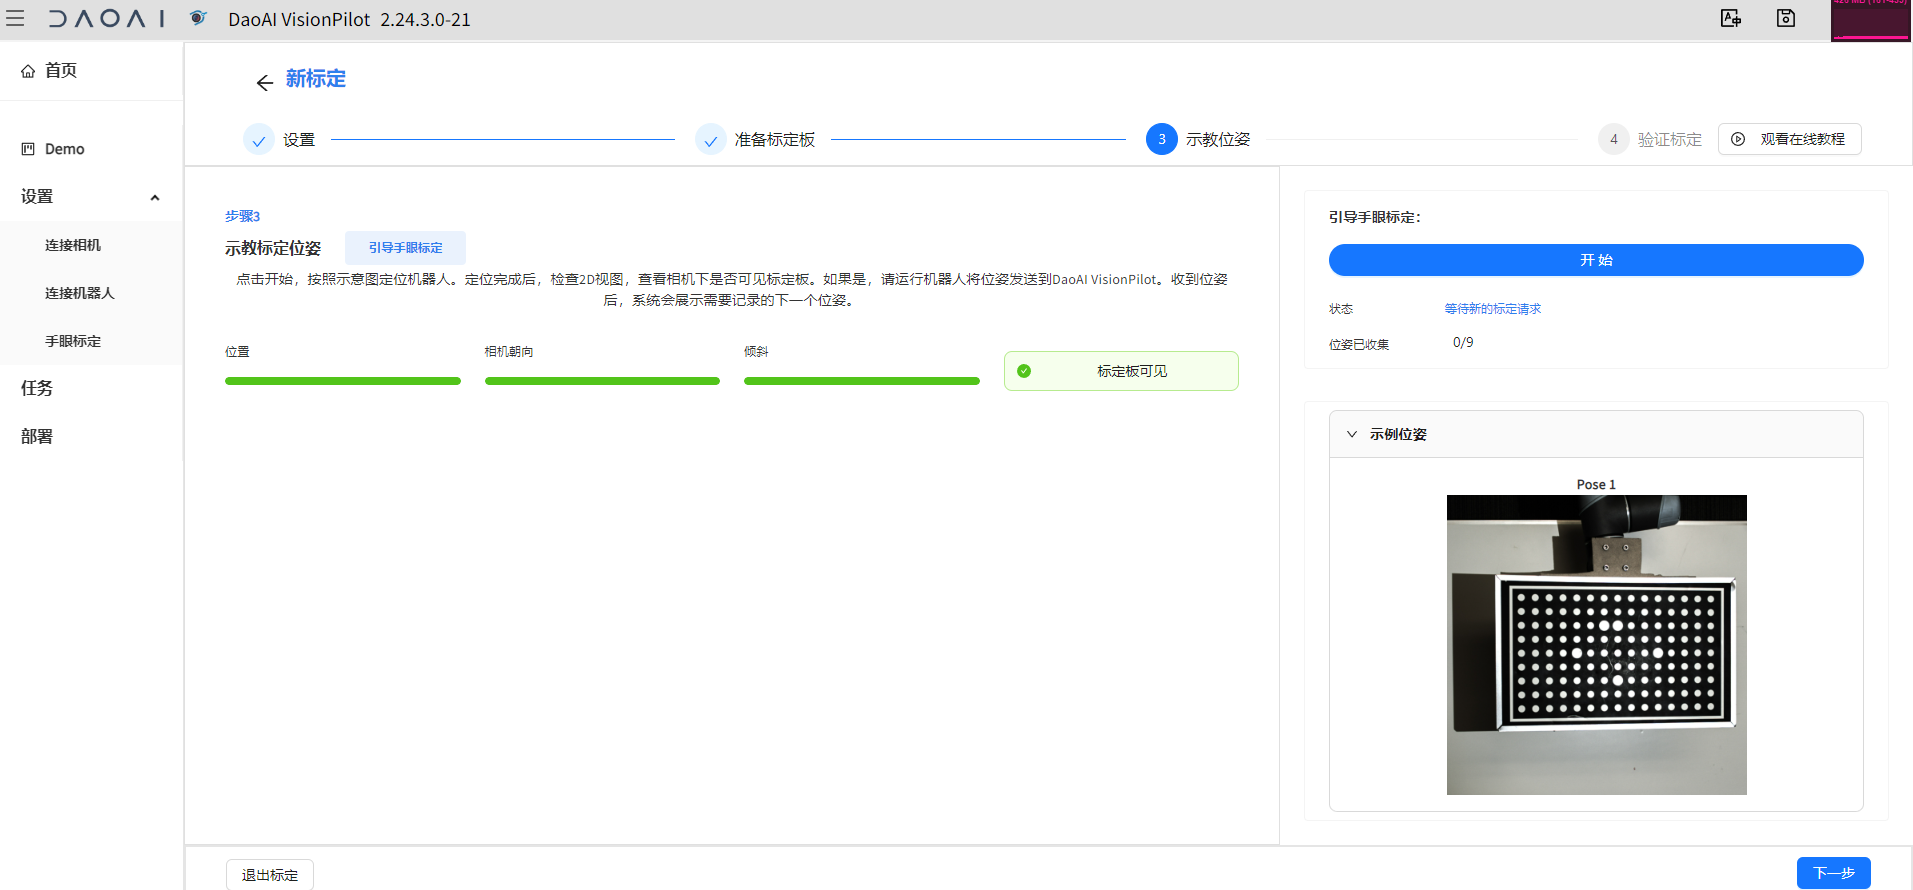 DAOAI DaoAI VisionPilot 2.24.3.0-21
首页
Demo
设置
连接相机
连接机器人
手眼标定
任务
部署
新标定
设置
准备标定板
3 示教位姿
4 验证标定
观看在线教程
步骤3
示教标定位姿 引导手眼标定
点击开始，按照示意图定位机器人。定位完成后，检查2D视图，查看相机下是否可见标定板。如果是，请运行机器人将位姿发送到DaoAI VisionPilot。收到位姿
后，系统会展示需要记录的下一个位姿。
位置
相机朝向
倾斜
标定板可见
引导手眼标定：
开始
状态 等待新的标定请求
位姿已收集 0/9
示例位姿
Pose 1
退出标定
下一步